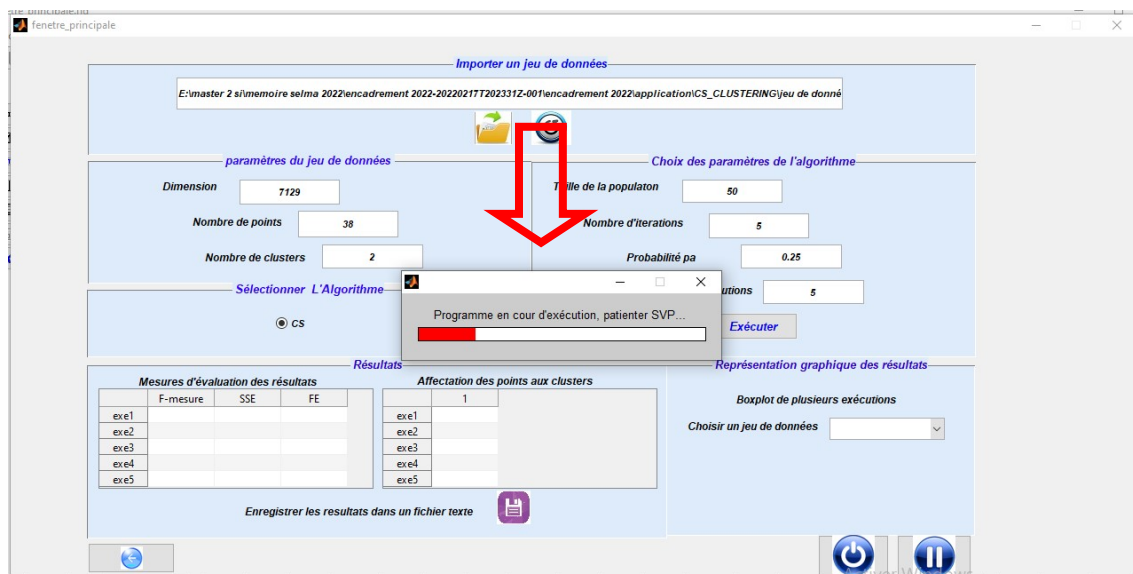 fenetre_principale
Importer un jeu de données
E:\master 2 si\memoire selma 2022\encadrement 2022-20220217T202331Z-001\encadrement 2022\application\CS_CLUSTERING\jeu de donné
paramètres du jeu de données
Dimension 7129
Nombre de points 38
Nombre de clusters 2
Choix des paramètres de l'algorithme
de la populaton 50
Nombre d'iterations 5
Probabilité pa 0.25
5
Sélectionner L'Algorithme
CS
Programme en cour d'exécution, patienter SVP...
Exécuter
Résultats
Mesures d'évaluation des résultats
F-mesure SSE FE
exe1
exe2
exe3
exe4
exe5
Affectation des points aux clusters
1
exe1
exe2
exe3
exe4
exe5
Enregistrer les resultats dans un fichier texte
Représentation graphique des résultats
Boxplot de plusieurs exécutions
Choisir un jeu de données